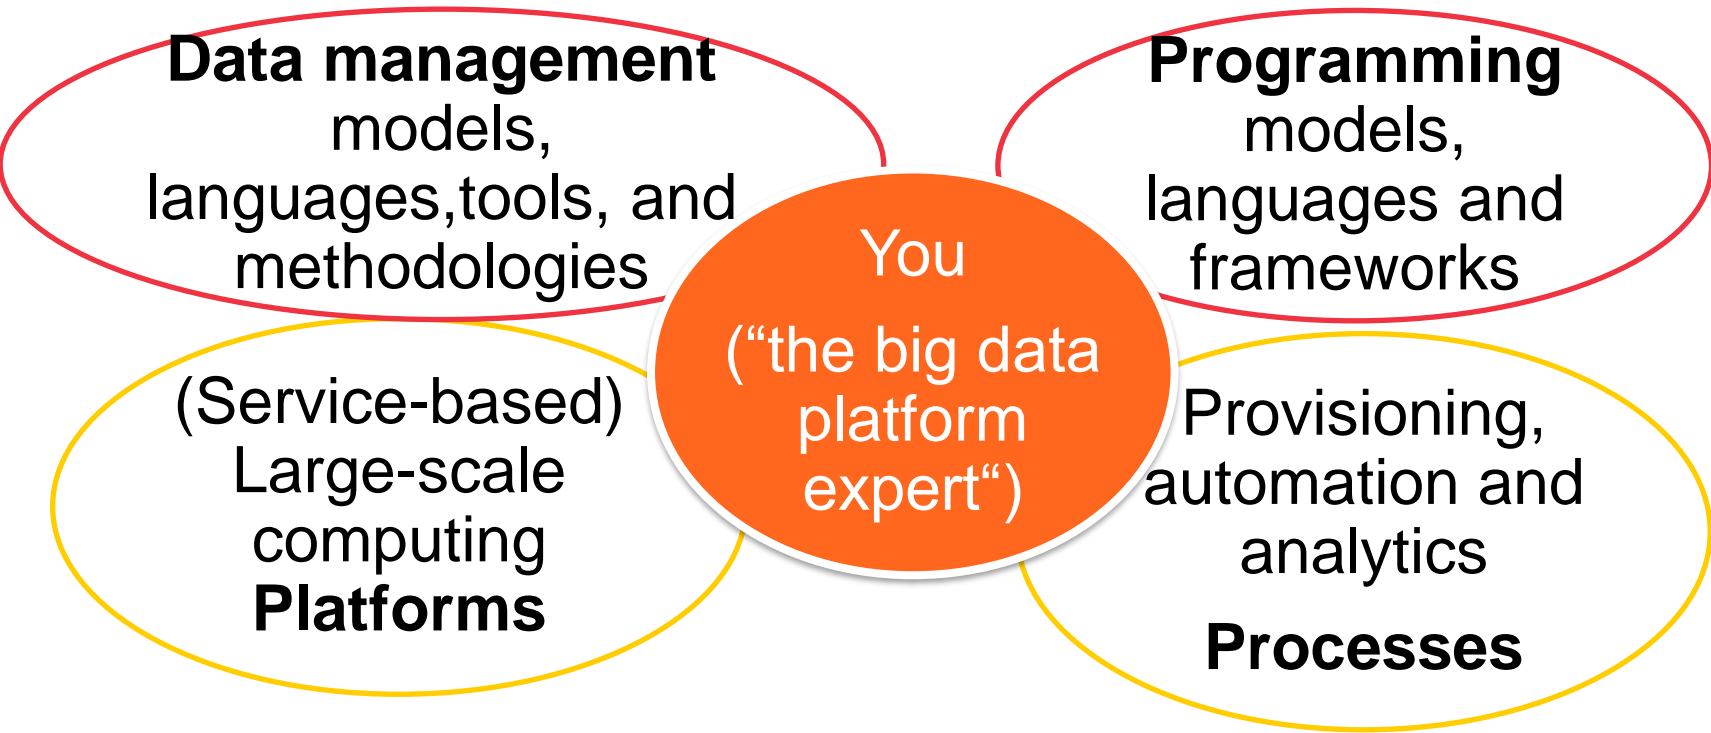 Data management
models,
languages,tools, and
methodologies
Programming
models,
languages and
frameworks
You
(“the big data
platform
expert“)
(Service-based)
Large-scale
computing
Platforms
Provisioning,
automation and
analytics
Processes